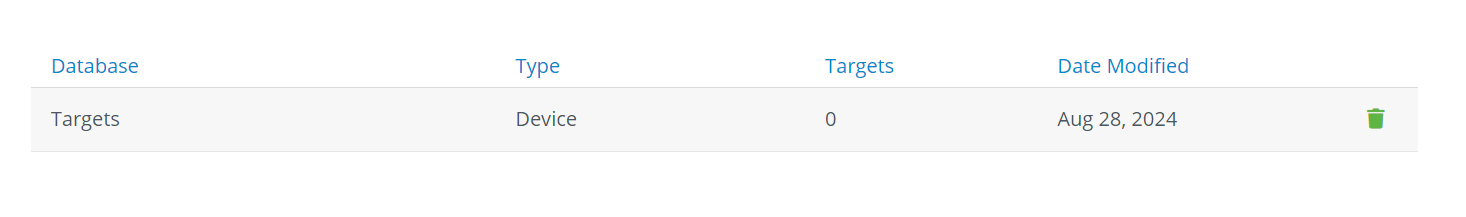 Database Type Targets Date Modified
Targets Device 0 Aug 28, 2024